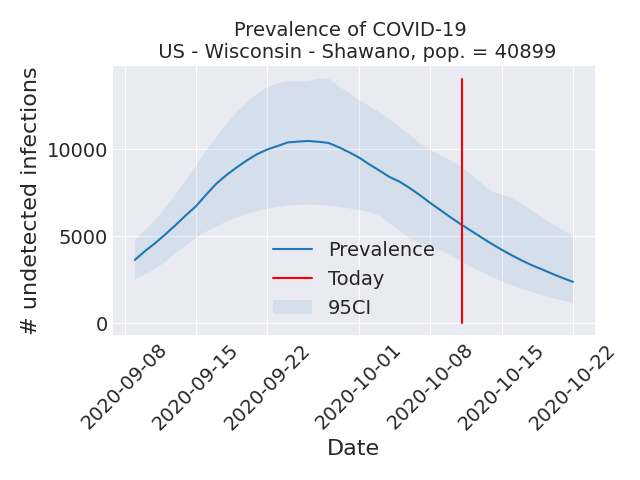 Prevalence of COVID-19
US - Wisconsin - Shawano, pop. = 40899
# undetected infections
10000
5000
0
Prevalence
Today
95CI
2020-09-08
2020-09-15
2020-09-22
2020-10-01
2020-10-08
2020-10-15
2020-10-22
Date